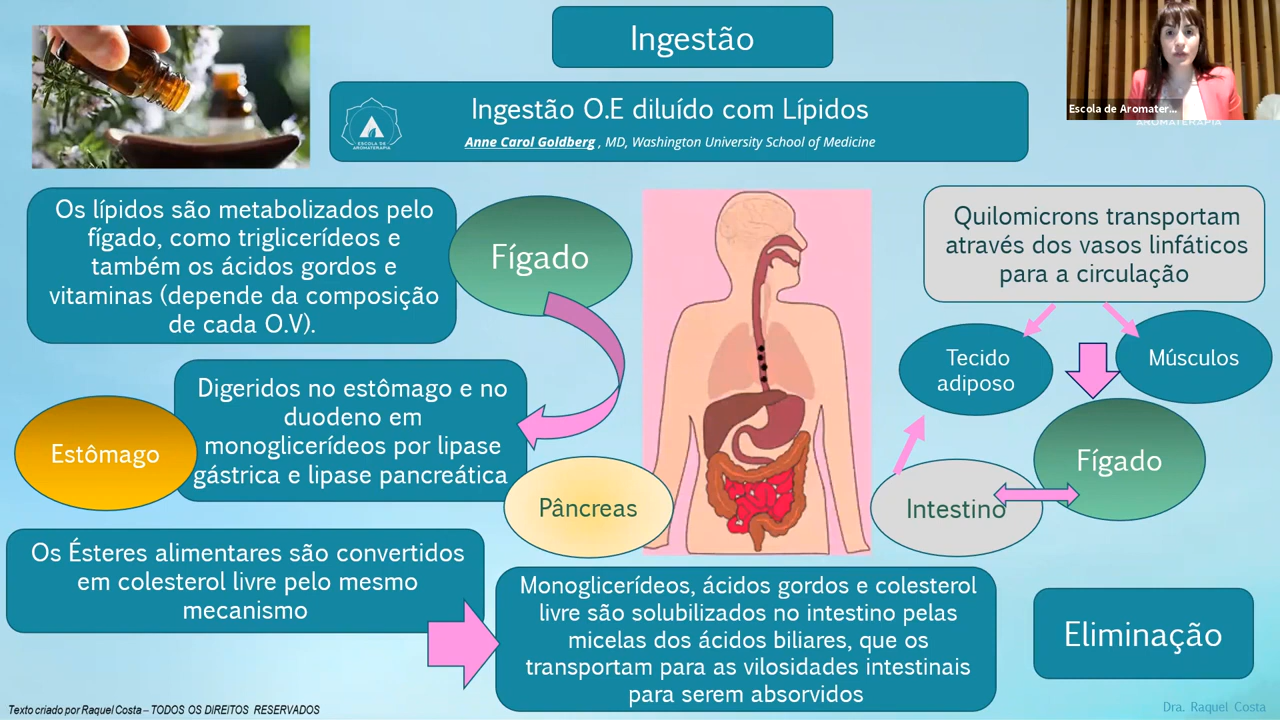 Ingestão
Ingestão O.E diluído com Lípidos
Anne Carol Goldberg , MD, Washington University School of Medicine
ESCOLA DE
AROMATERAPIA
Escola de Aromater...
AROMATERAPIA
Os lípidos são metabolizados pelo
fígado, como triglicerídeos e
também os ácidos gordos e
vitaminas (depende da composição
de cada O.V).
Fígado
Digeridos no estômago e no
duodeno em
monoglicerídeos por lipase
gástrica e lipase pancreática
Estômago
Pâncreas
Os Ésteres alimentares são convertidos
em colesterol livre pelo mesmo
mecanismo
Monoglicerídeos, ácidos gordos e colesterol
livre são solubilizados no intestino pelas
micelas dos ácidos biliares, que os
transportam para as vilosidades intestinais
para serem absorvidos
Quilomicrons transportam
através dos vasos linfáticos
para a circulação
Tecido
adiposo
Músculos
Fígado
Intestino
Eliminação
Texto criado por Raquel Costa – TODOS OS DIREITOS RESERVADOS
Dra. Raquel Costa